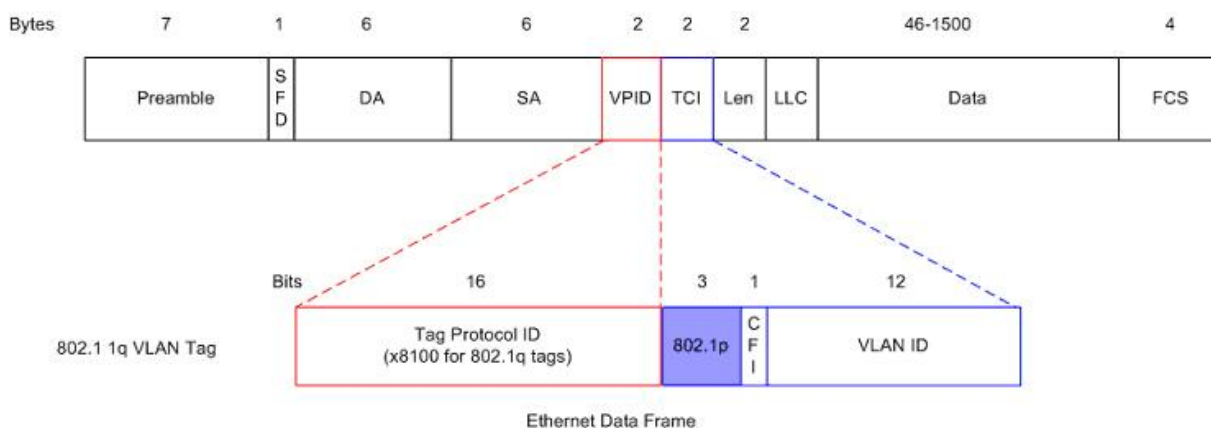 Bytes 7 1 6 6 2 2 2 46-1500 4
Preamble SFD DA SA VPID TCI Len LLC Data FCS
Bits 16 3 1 12
802.1 1q VLAN Tag
Tag Protocol ID
(x8100 for 802.1q tags)
802.1p CFI VLAN ID
Ethernet Data Frame